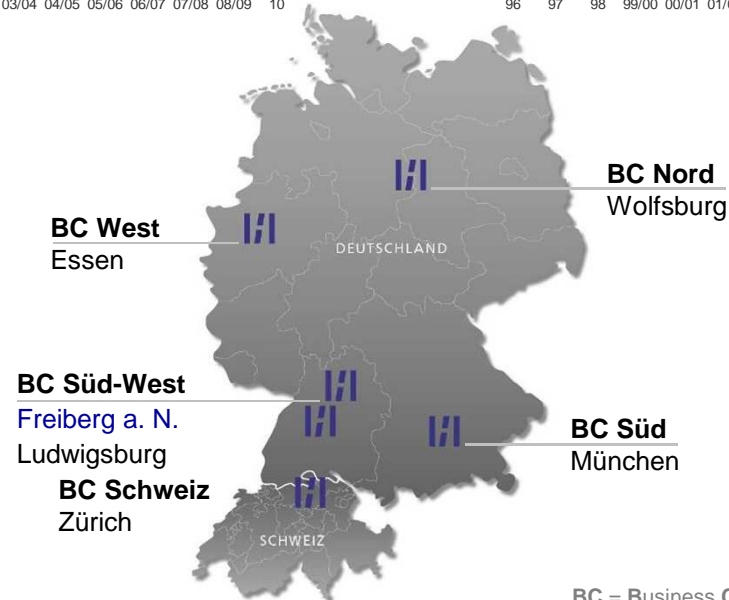 03/04 04/05 05/06 06/07 07/08 08/09 10
96 97 98 99/00 00/01
BC Nord
Wolfsburg
BC West
Essen
DEUTSCHLAND
BC Süd-West
Freiberg a. N.
Ludwigsburg
BC Süd
München
BC Schweiz
Zürich
SCHWEIZ
BC = Business